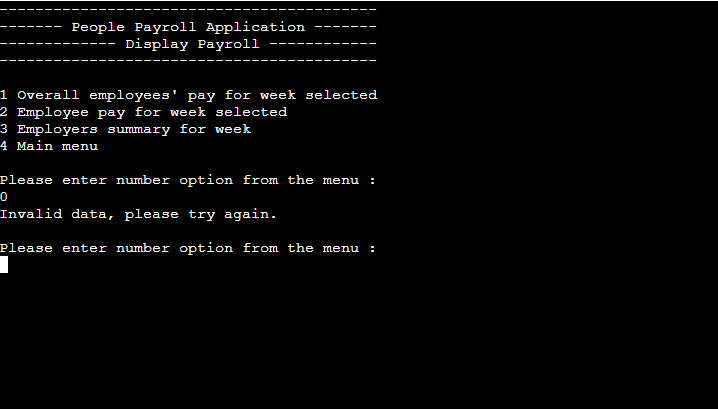 ------------------------------------------
------- People Payroll Application -------
------------- Display Payroll ------------
------------------------------------------
1 Overall employees' pay for week selected
2 Employee pay for week selected
3 Employers summary for week
4 Main menu
Please enter number option from the menu :
0
Invalid data, please try again.
Please enter number option from the menu :